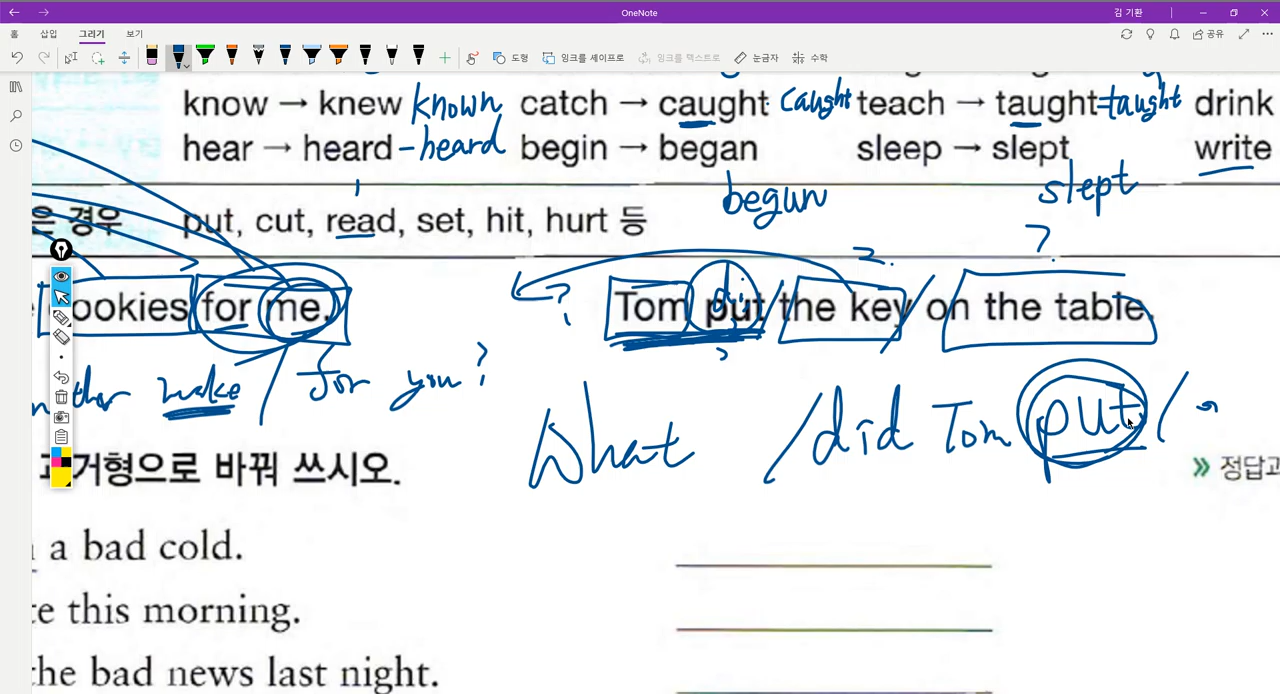 OneNote
김 기환
홈 삽입 그리기 보기
공유
도형 잉크를 셰이프로 잉크를 텍스트로 눈금자 수학
know → knew known catch → caught caught teach → taught=taught drink
hear → heard-heard begin → began sleep → slept write
begun slept
은 경우 put, cut, read, set, hit, hurt 등
ookies for me. Tom put the key on the table.
make / for you?
What / did Tom put /
거형으로 바꿔 쓰시오.
» 정답과
a bad cold.
te this morning.
the bad news last night.